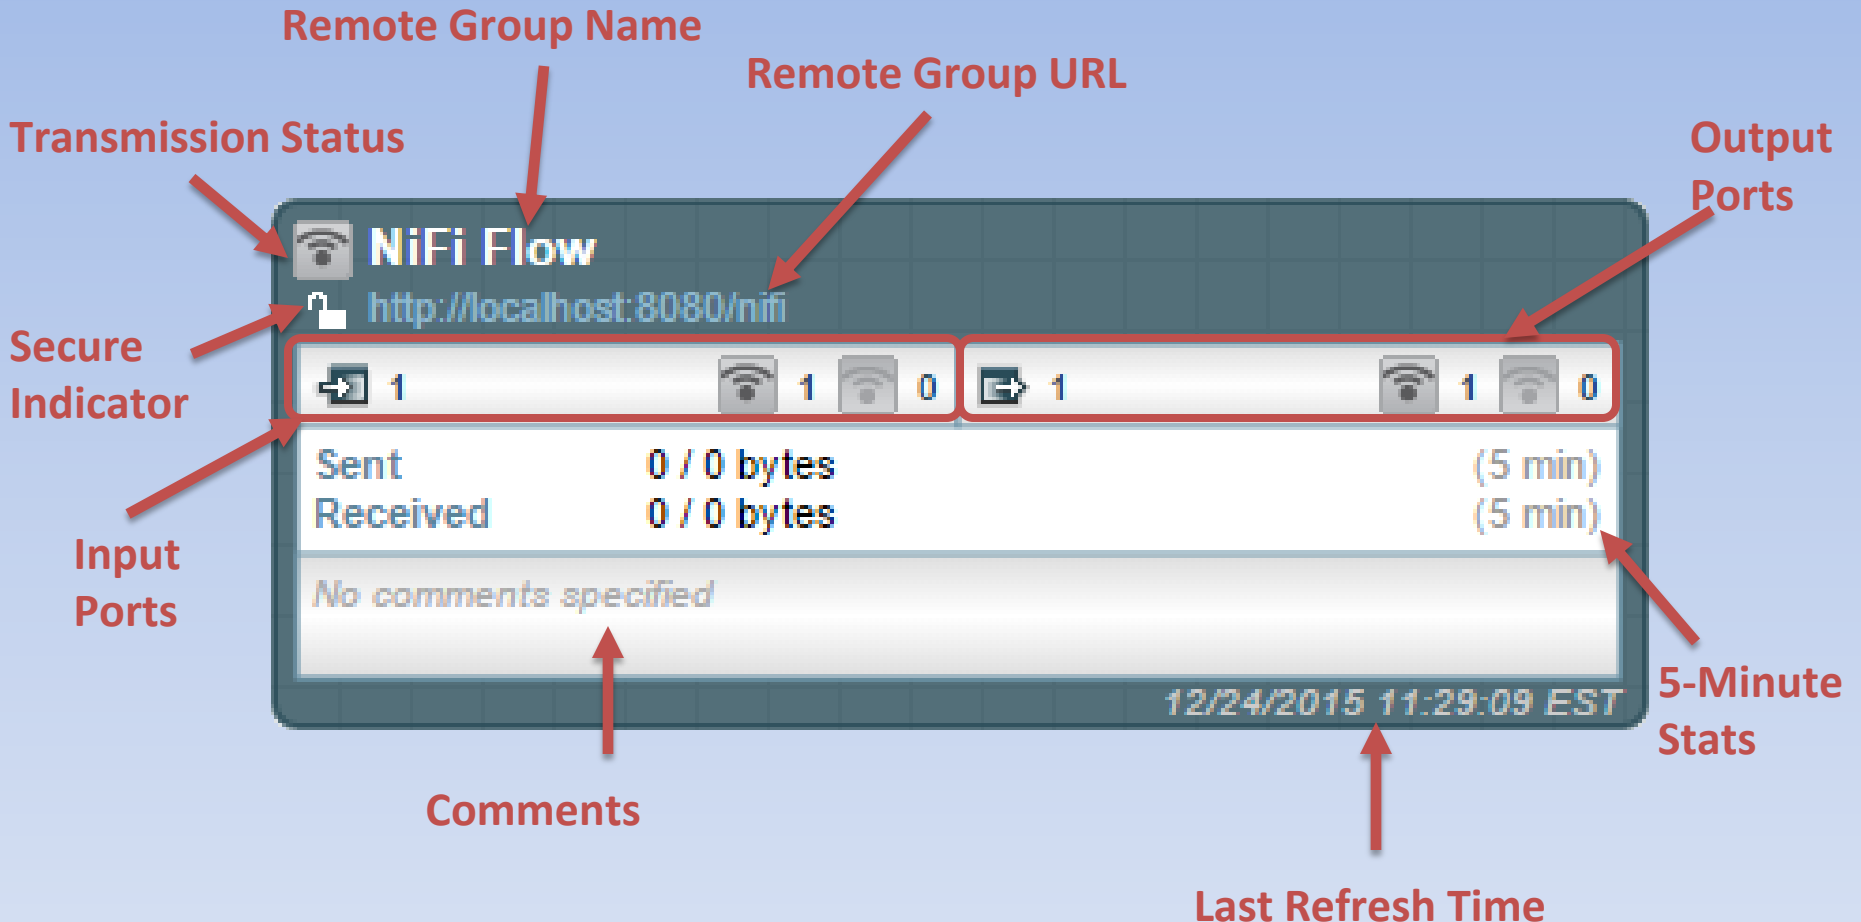 Remote Group Name
Remote Group URL
Transmission Status
Output
Ports
NiFi Flow
http://localhost:8080/nifi
Secure
Indicator
1 1 0
1 1 0
Sent 0 / 0 bytes (5 min)
Received 0 / 0 bytes (5 min)
Input
Ports
No comments specified
12/24/2015 11:29:09 EST
5-Minute
Stats
Comments
Last Refresh Time